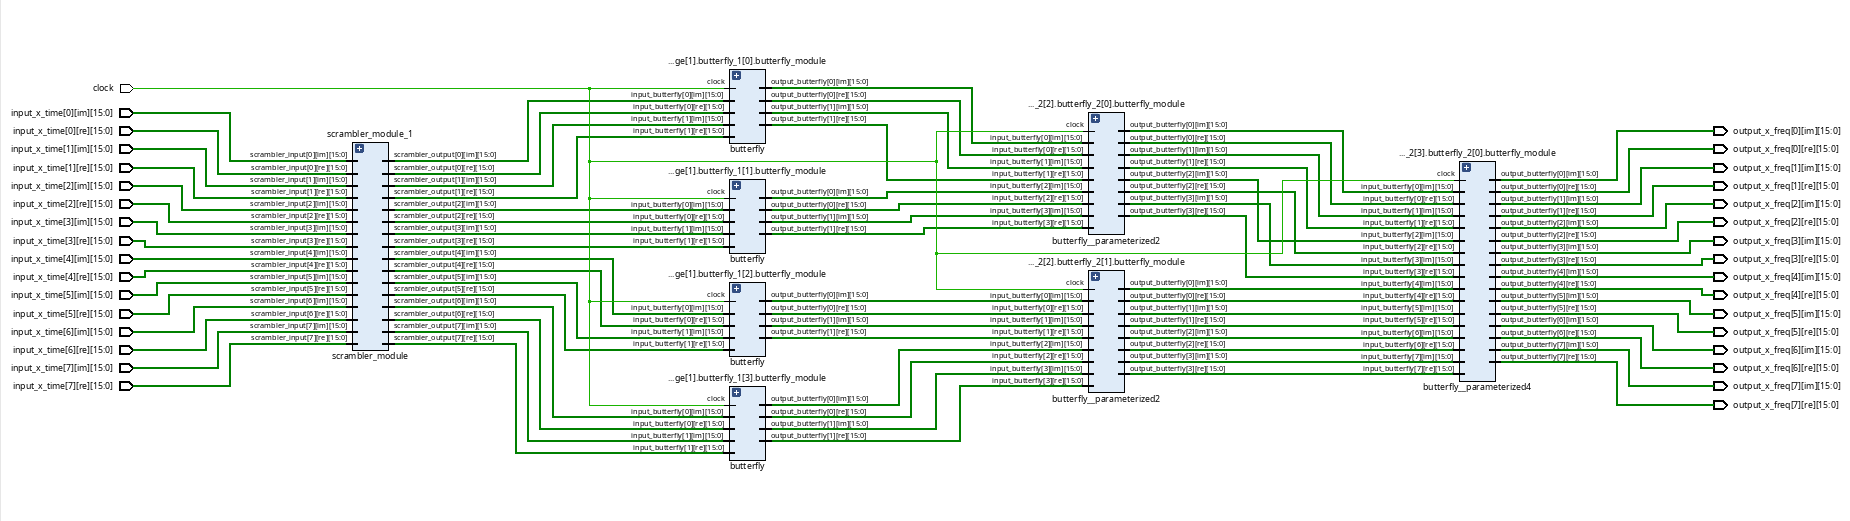 clock
input_x_time[0][im][15:0]
input_x_time[0][re][15:0]
input_x_time[1][im][15:0]
input_x_time[1][re][15:0]
input_x_time[2][im][15:0]
input_x_time[2][re][15:0]
input_x_time[3][im][15:0]
input_x_time[3][re][15:0]
input_x_time[4][im][15:0]
input_x_time[4][re][15:0]
input_x_time[5][im][15:0]
input_x_time[5][re][15:0]
input_x_time[6][im][15:0]
input_x_time[6][re][15:0]
input_x_time[7][im][15:0]
input_x_time[7][re][15:0]
scrambler_module_1
scrambler_input[0][im][15:0]
scrambler_input[0][re][15:0]
scrambler_input[1][im][15:0]
scrambler_input[1][re][15:0]
scrambler_input[2][im][15:0]
scrambler_input[2][re][15:0]
scrambler_input[3][im][15:0]
scrambler_input[3][re][15:0]
scrambler_input[4][im][15:0]
scrambler_input[4][re][15:0]
scrambler_input[5][im][15:0]
scrambler_input[5][re][15:0]
scrambler_input[6][im][15:0]
scrambler_input[6][re][15:0]
scrambler_input[7][im][15:0]
scrambler_input[7][re][15:0]
scrambler_output[0][im][15:0]
scrambler_output[0][re][15:0]
scrambler_output[1][im][15:0]
scrambler_output[1][re][15:0]
scrambler_output[2][im][15:0]
scrambler_output[2][re][15:0]
scrambler_output[3][im][15:0]
scrambler_output[3][re][15:0]
scrambler_output[4][im][15:0]
scrambler_output[4][re][15:0]
scrambler_output[5][im][15:0]
scrambler_output[5][re][15:0]
scrambler_output[6][im][15:0]
scrambler_output[6][re][15:0]
scrambler_output[7][im][15:0]
scrambler_output[7][re][15:0]
scrambler_module
...ge[1].butterfly_1[0].butterfly_module
clock
input_butterfly[0][im][15:0]
input_butterfly[0][re][15:0]
input_butterfly[1][im][15:0]
input_butterfly[1][re][15:0]
output_butterfly[0][im][15:0]
output_butterfly[0][re][15:0]
output_butterfly[1][im][15:0]
output_butterfly[1][re][15:0]
butterfly
...ge[1].butterfly_1[1].butterfly_module
clock
input_butterfly[0][im][15:0]
input_butterfly[0][re][15:0]
input_butterfly[1][im][15:0]
input_butterfly[1][re][15:0]
output_butterfly[0][im][15:0]
output_butterfly[0][re][15:0]
output_butterfly[1][im][15:0]
output_butterfly[1][re][15:0]
butterfly
...ge[1].butterfly_1[2].butterfly_module
clock
input_butterfly[0][im][15:0]
input_butterfly[0][re][15:0]
input_butterfly[1][im][15:0]
input_butterfly[1][re][15:0]
output_butterfly[0][im][15:0]
output_butterfly[0][re][15:0]
output_butterfly[1][im][15:0]
output_butterfly[1][re][15:0]
butterfly
...ge[1].butterfly_1[3].butterfly_module
clock
input_butterfly[0][im][15:0]
input_butterfly[0][re][15:0]
input_butterfly[1][im][15:0]
input_butterfly[1][re][15:0]
output_butterfly[0][im][15:0]
output_butterfly[0][re][15:0]
output_butterfly[1][im][15:0]
output_butterfly[1][re][15:0]
butterfly
..._2[2].butterfly_2[0].butterfly_module
clock
input_butterfly[0][im][15:0]
input_butterfly[0][re][15:0]
input_butterfly[1][im][15:0]
input_butterfly[1][re][15:0]
input_butterfly[2][im][15:0]
input_butterfly[2][re][15:0]
input_butterfly[3][im][15:0]
input_butterfly[3][re][15:0]
output_butterfly[0][im][15:0]
output_butterfly[0][re][15:0]
output_butterfly[1][im][15:0]
output_butterfly[1][re][15:0]
output_butterfly[2][im][15:0]
output_butterfly[2][re][15:0]
output_butterfly[3][im][15:0]
output_butterfly[3][re][15:0]
butterfly__parameterized2
..._2[2].butterfly_2[1].butterfly_module
clock
input_butterfly[0][im][15:0]
input_butterfly[0][re][15:0]
input_butterfly[1][im][15:0]
input_butterfly[1][re][15:0]
input_butterfly[2][im][15:0]
input_butterfly[2][re][15:0]
input_butterfly[3][im][15:0]
input_butterfly[3][re][15:0]
output_butterfly[0][im][15:0]
output_butterfly[0][re][15:0]
output_butterfly[1][im][15:0]
output_butterfly[1][re][15:0]
output_butterfly[2][im][15:0]
output_butterfly[2][re][15:0]
output_butterfly[3][im][15:0]
output_butterfly[3][re][15:0]
butterfly__parameterized2
..._2[3].butterfly_2[0].butterfly_module
clock
input_butterfly[0][im][15:0]
input_butterfly[0][re][15:0]
input_butterfly[1][im][15:0]
input_butterfly[1][re][15:0]
input_butterfly[2][im][15:0]
input_butterfly[2][re][15:0]
input_butterfly[3][im][15:0]
input_butterfly[3][re][15:0]
input_butterfly[4][im][15:0]
input_butterfly[4][re][15:0]
input_butterfly[5][im][15:0]
input_butterfly[5][re][15:0]
input_butterfly[6][im][15:0]
input_butterfly[6][re][15:0]
input_butterfly[7][im][15:0]
input_butterfly[7][re][15:0]
output_butterfly[0][im][15:0]
output_butterfly[0][re][15:0]
output_butterfly[1][im][15:0]
output_butterfly[1][re][15:0]
output_butterfly[2][im][15:0]
output_butterfly[2][re][15:0]
output_butterfly[3][im][15:0]
output_butterfly[3][re][15:0]
output_butterfly[4][im][15:0]
output_butterfly[4][re][15:0]
output_butterfly[5][im][15:0]
output_butterfly[5][re][15:0]
output_butterfly[6][im][15:0]
output_butterfly[6][re][15:0]
output_butterfly[7][im][15:0]
output_butterfly[7][re][15:0]
butterfly__parameterized4
output_x_freq[0][im][15:0]
output_x_freq[0][re][15:0]
output_x_freq[1][im][15:0]
output_x_freq[1][re][15:0]
output_x_freq[2][im][15:0]
output_x_freq[2][re][15:0]
output_x_freq[3][im][15:0]
output_x_freq[3][re][15:0]
output_x_freq[4][im][15:0]
output_x_freq[4][re][15:0]
output_x_freq[5][im][15:0]
output_x_freq[5][re][15:0]
output_x_freq[6][im][15:0]
output_x_freq[6][re][15:0]
output_x_freq[7][im][15:0]
output_x_freq[7][re][15:0]